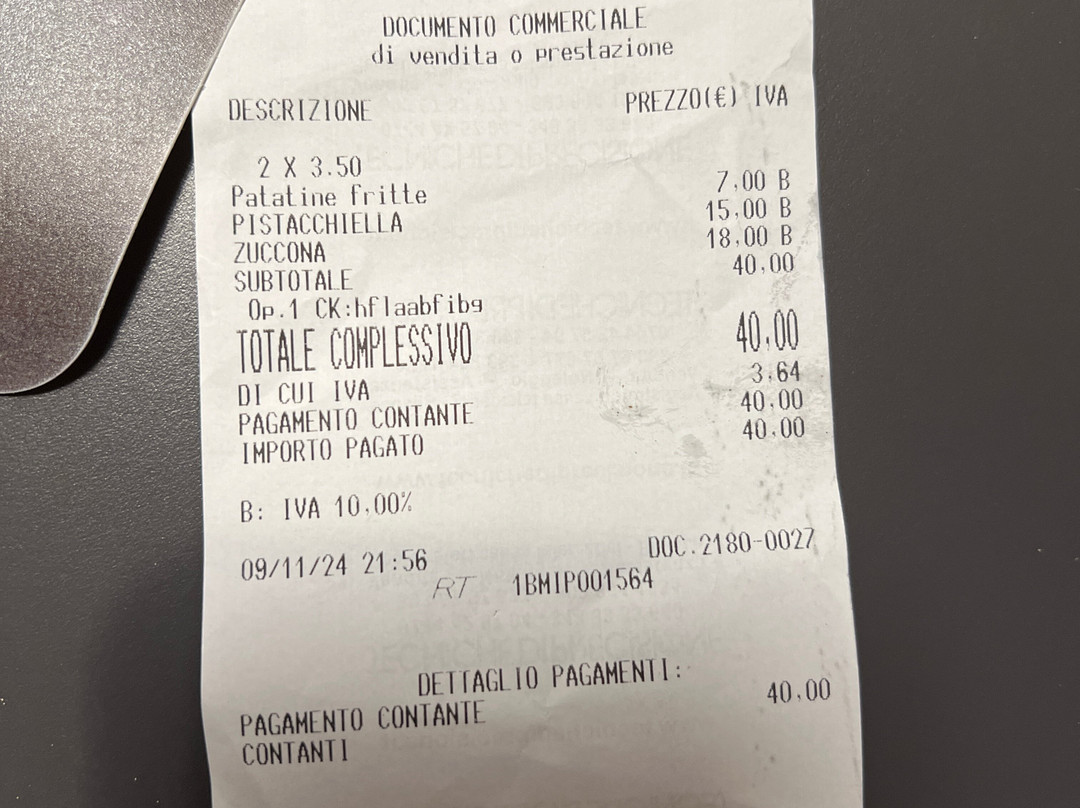 DOCUMENTO COMMERCIALE
di vendita o prestazione
DESCRIZIONE PREZZO(€) IVA
2 X 3.50
Patatine fritte 7,00 B
PISTACCHIELLA 15,00 B
ZUCCONA 18,00 B
SUBTOTALE 40,00
Op.1 CK:hflaabfibg
TOTALE COMPLESSIVO 40,00
DI CUI IVA 3,64
PAGAMENTO CONTANTE 40,00
IMPORTO PAGATO 40,00
B: IVA 10,00%
09/11/24 21:56 DOC.2180-0027
RT 1BMIP001564
DETTAGLIO PAGAMENTI:
PAGAMENTO CONTANTE 40,00
CONTANTI